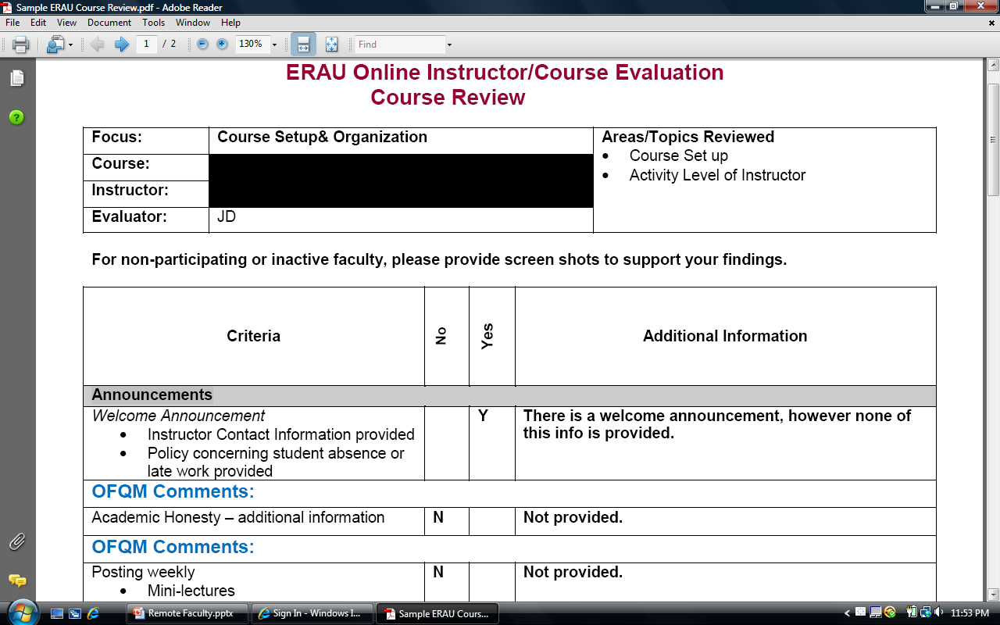 Sample ERAU Course Review.pdf - Adobe Reader
File Edit View Document Tools Window Help
1 / 2 130% Find
ERAU Online Instructor/Course Evaluation
Course Review
Focus: Course Setup& Organization Areas/Topics Reviewed
• Course Set up
Course:
• Activity Level of Instructor
Instructor:
Evaluator: JD
For non-participating or inactive faculty, please provide screen shots to support your findings.
Criteria No Yes Additional Information
Announcements
Welcome Announcement Y There is a welcome announcement, however none of
• Instructor Contact Information provided this info is provided.
• Policy concerning student absence or
late work provided
OFQM Comments:
Academic Honesty – additional information N Not provided.
OFQM Comments:
Posting weekly N Not provided.
• Mini-lectures
Remote Faculty.pptx Sign In - Windows I... Sample ERAU Cours... 11:53 PM